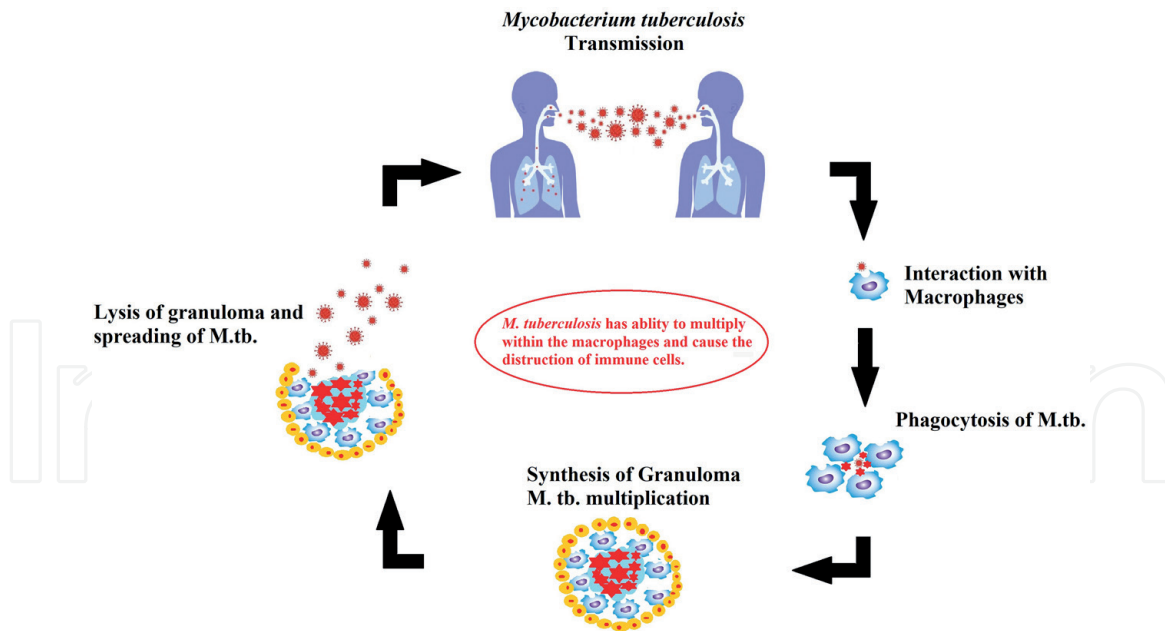 Mycobacterium tuberculosis
Transmission
Interaction with
Macrophages
Phagocytosis of M.tb.
Synthesis of Granuloma
M. tb. multiplication
Lysis of granuloma and
spreading of M.tb.
M. tuberculosis has ablity to multiply
within the macrophages and cause the
distruction of immune cells.